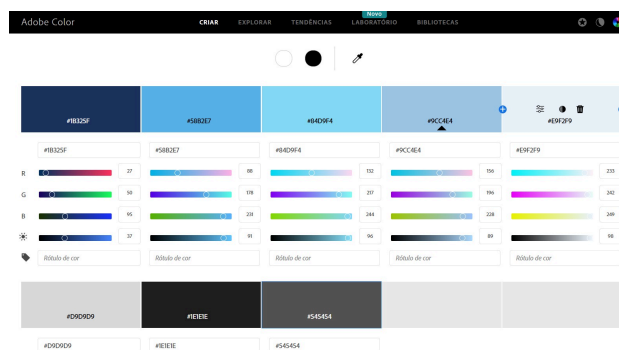 Adobe Color CRIAR EXPLORAR TENDÊNCIAS Novo LABORATÓRIO BIBLIOTECAS
#1B325F #58B2E7 #84D9F4 #9CC4E4 #E9F2F9
#1B325F #58B2E7 #84D9F4 #9CC4E4 #E9F2F9
R 27 88 132 156 233
G 50 178 217 196 242
B 95 231 244 228 249
37 91 96 89 98
Rótulo de cor Rótulo de cor Rótulo de cor Rótulo de cor Rótulo de cor
#D9D9D9 #1E1E1E #545454
#D9D9D9 #1E1E1E #545454